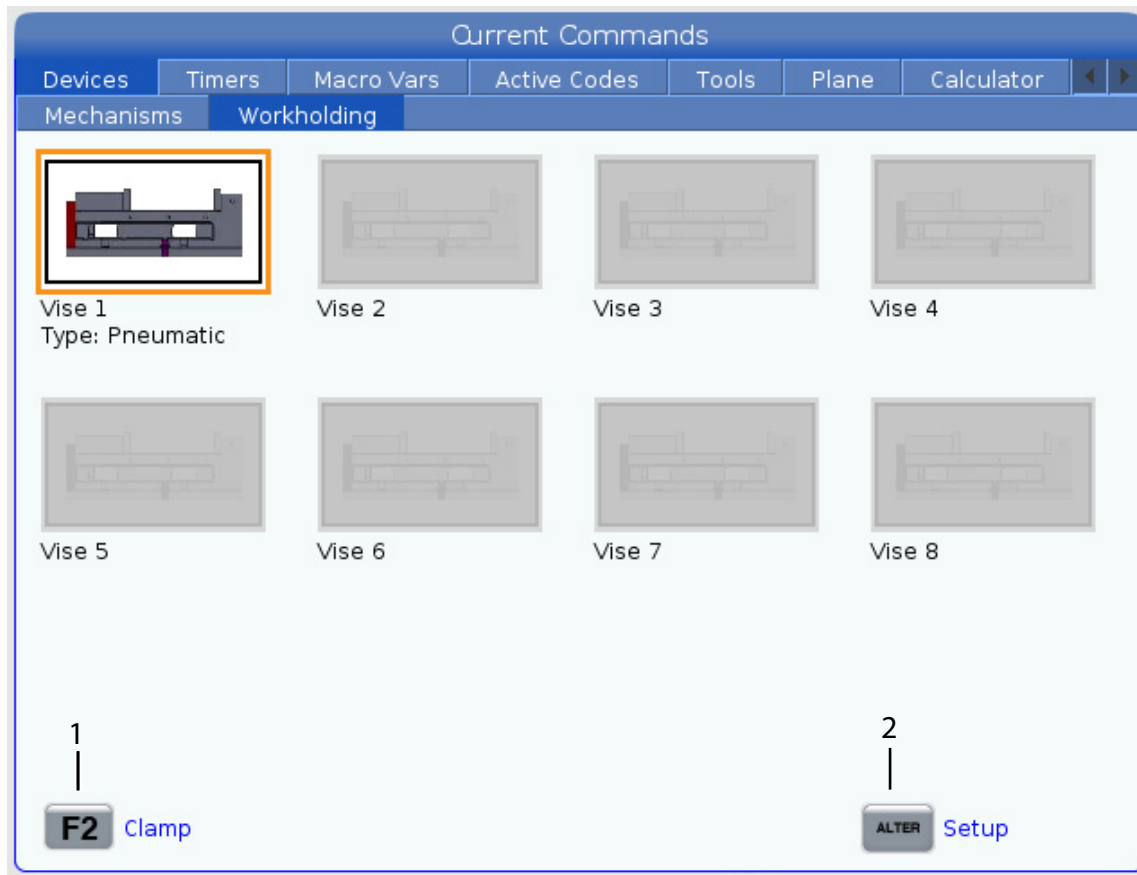 Current Commands
Devices Timers Macro Vars Active Codes Tools Plane Calculator
Mechanisms Workholding
Vise 1 Vise 2 Vise 3 Vise 4
Type: Pneumatic
Vise 5 Vise 6 Vise 7 Vise 8
1 2
F2 Clamp ALTER Setup